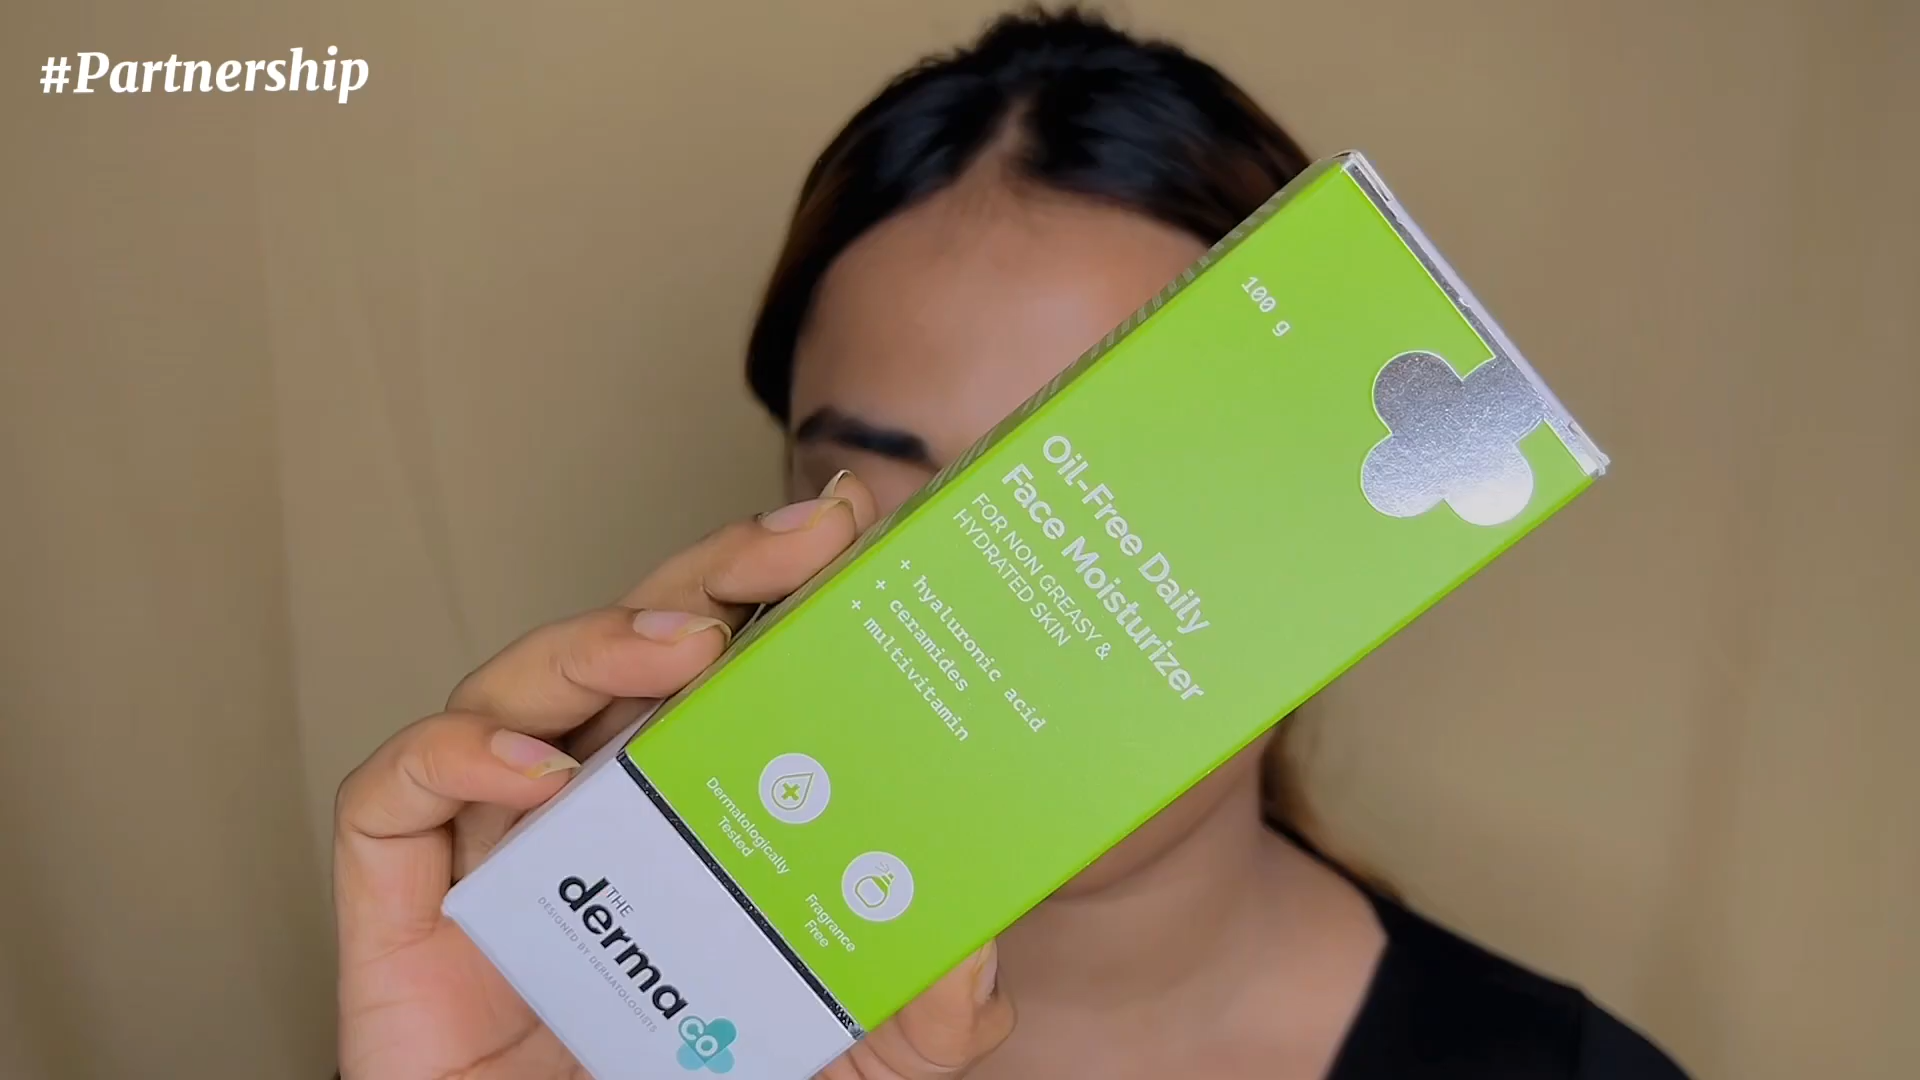 #Partnership
100 g
Oil-Free Daily
Face Moisturizer
FOR NON GREASY &
HYDRATED SKIN
+ hyaluronic acid
+ ceramides
+ multivitamin
Dermatologically
Tested
Fragrance
Free
THE
derma
co
DESIGNED BY DERMATOLOGISTS